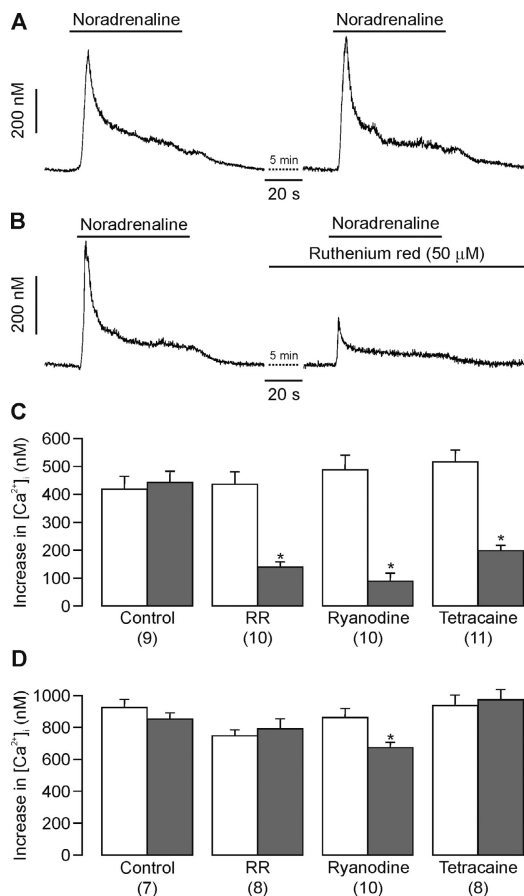 A
Noradrenaline Noradrenaline
200 nM
5 min
20 s
B
Noradrenaline Noradrenaline
Ruthenium red (50 μM)
200 nM
5 min
20 s
C
Increase in [Ca²⁺]ᵢ (nM)
600
500
400
300
200
100
0
* * *
Control RR Ryanodine Tetracaine
(9) (10) (10) (11)
D
Increase in [Ca²⁺]ᵢ (nM)
1000
800
600
400
200
0
*
Control RR Ryanodine Tetracaine
(7) (8) (10) (8)